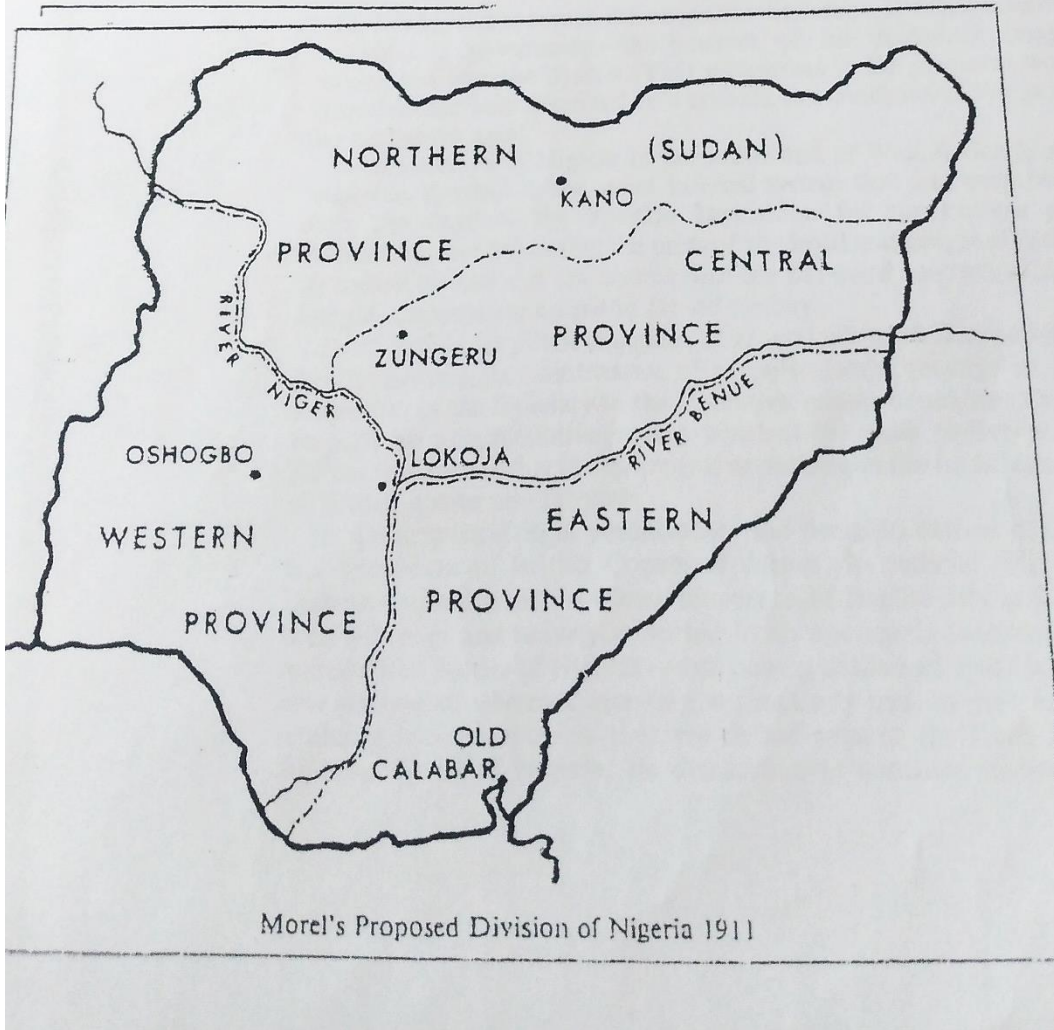 NORTHERN (SUDAN)
KANO
PROVINCE
CENTRAL
PROVINCE
ZUNGERU
RIVER
NIGER
RIVER BENUE
OSHOGBO
LOKOJA
EASTERN
WESTERN
PROVINCE
PROVINCE
OLD
CALABAR
Morel's Proposed Division of Nigeria 1911